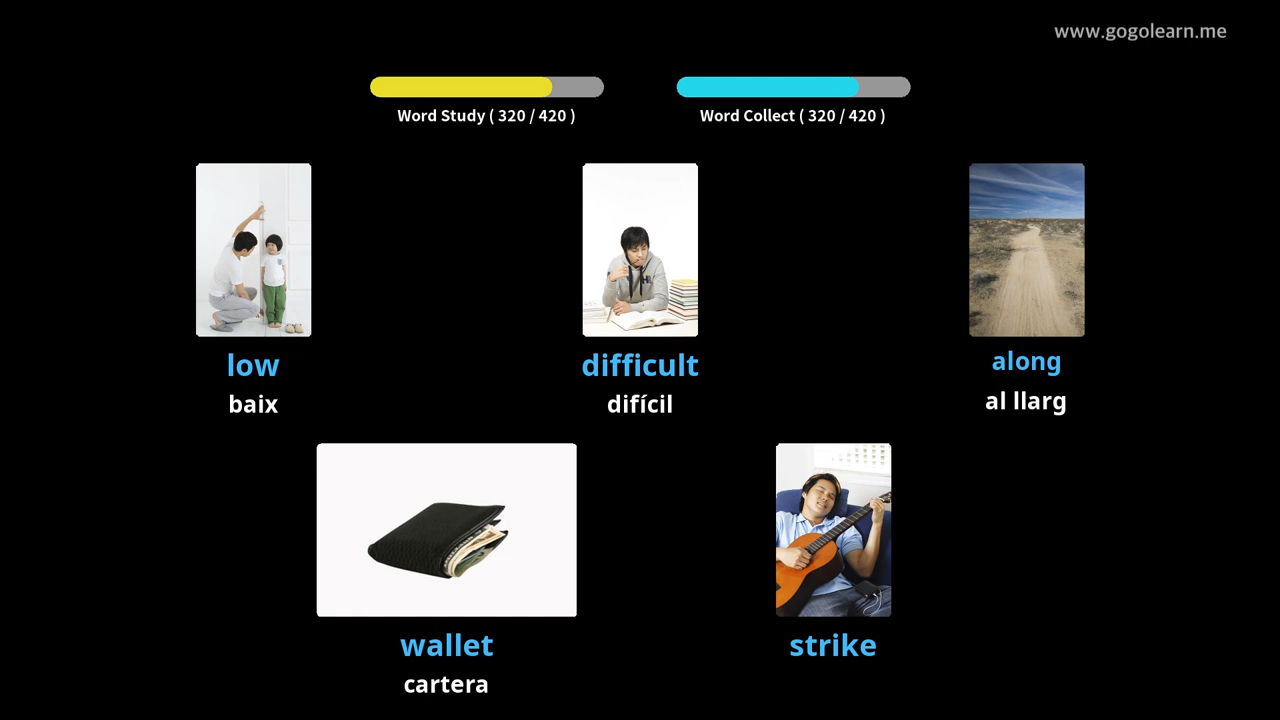 www.gogolearn.me
Word Study ( 320 / 420 )
Word Collect ( 320 / 420 )
low
baix
difficult
difícil
along
al llarg
wallet
cartera
strike